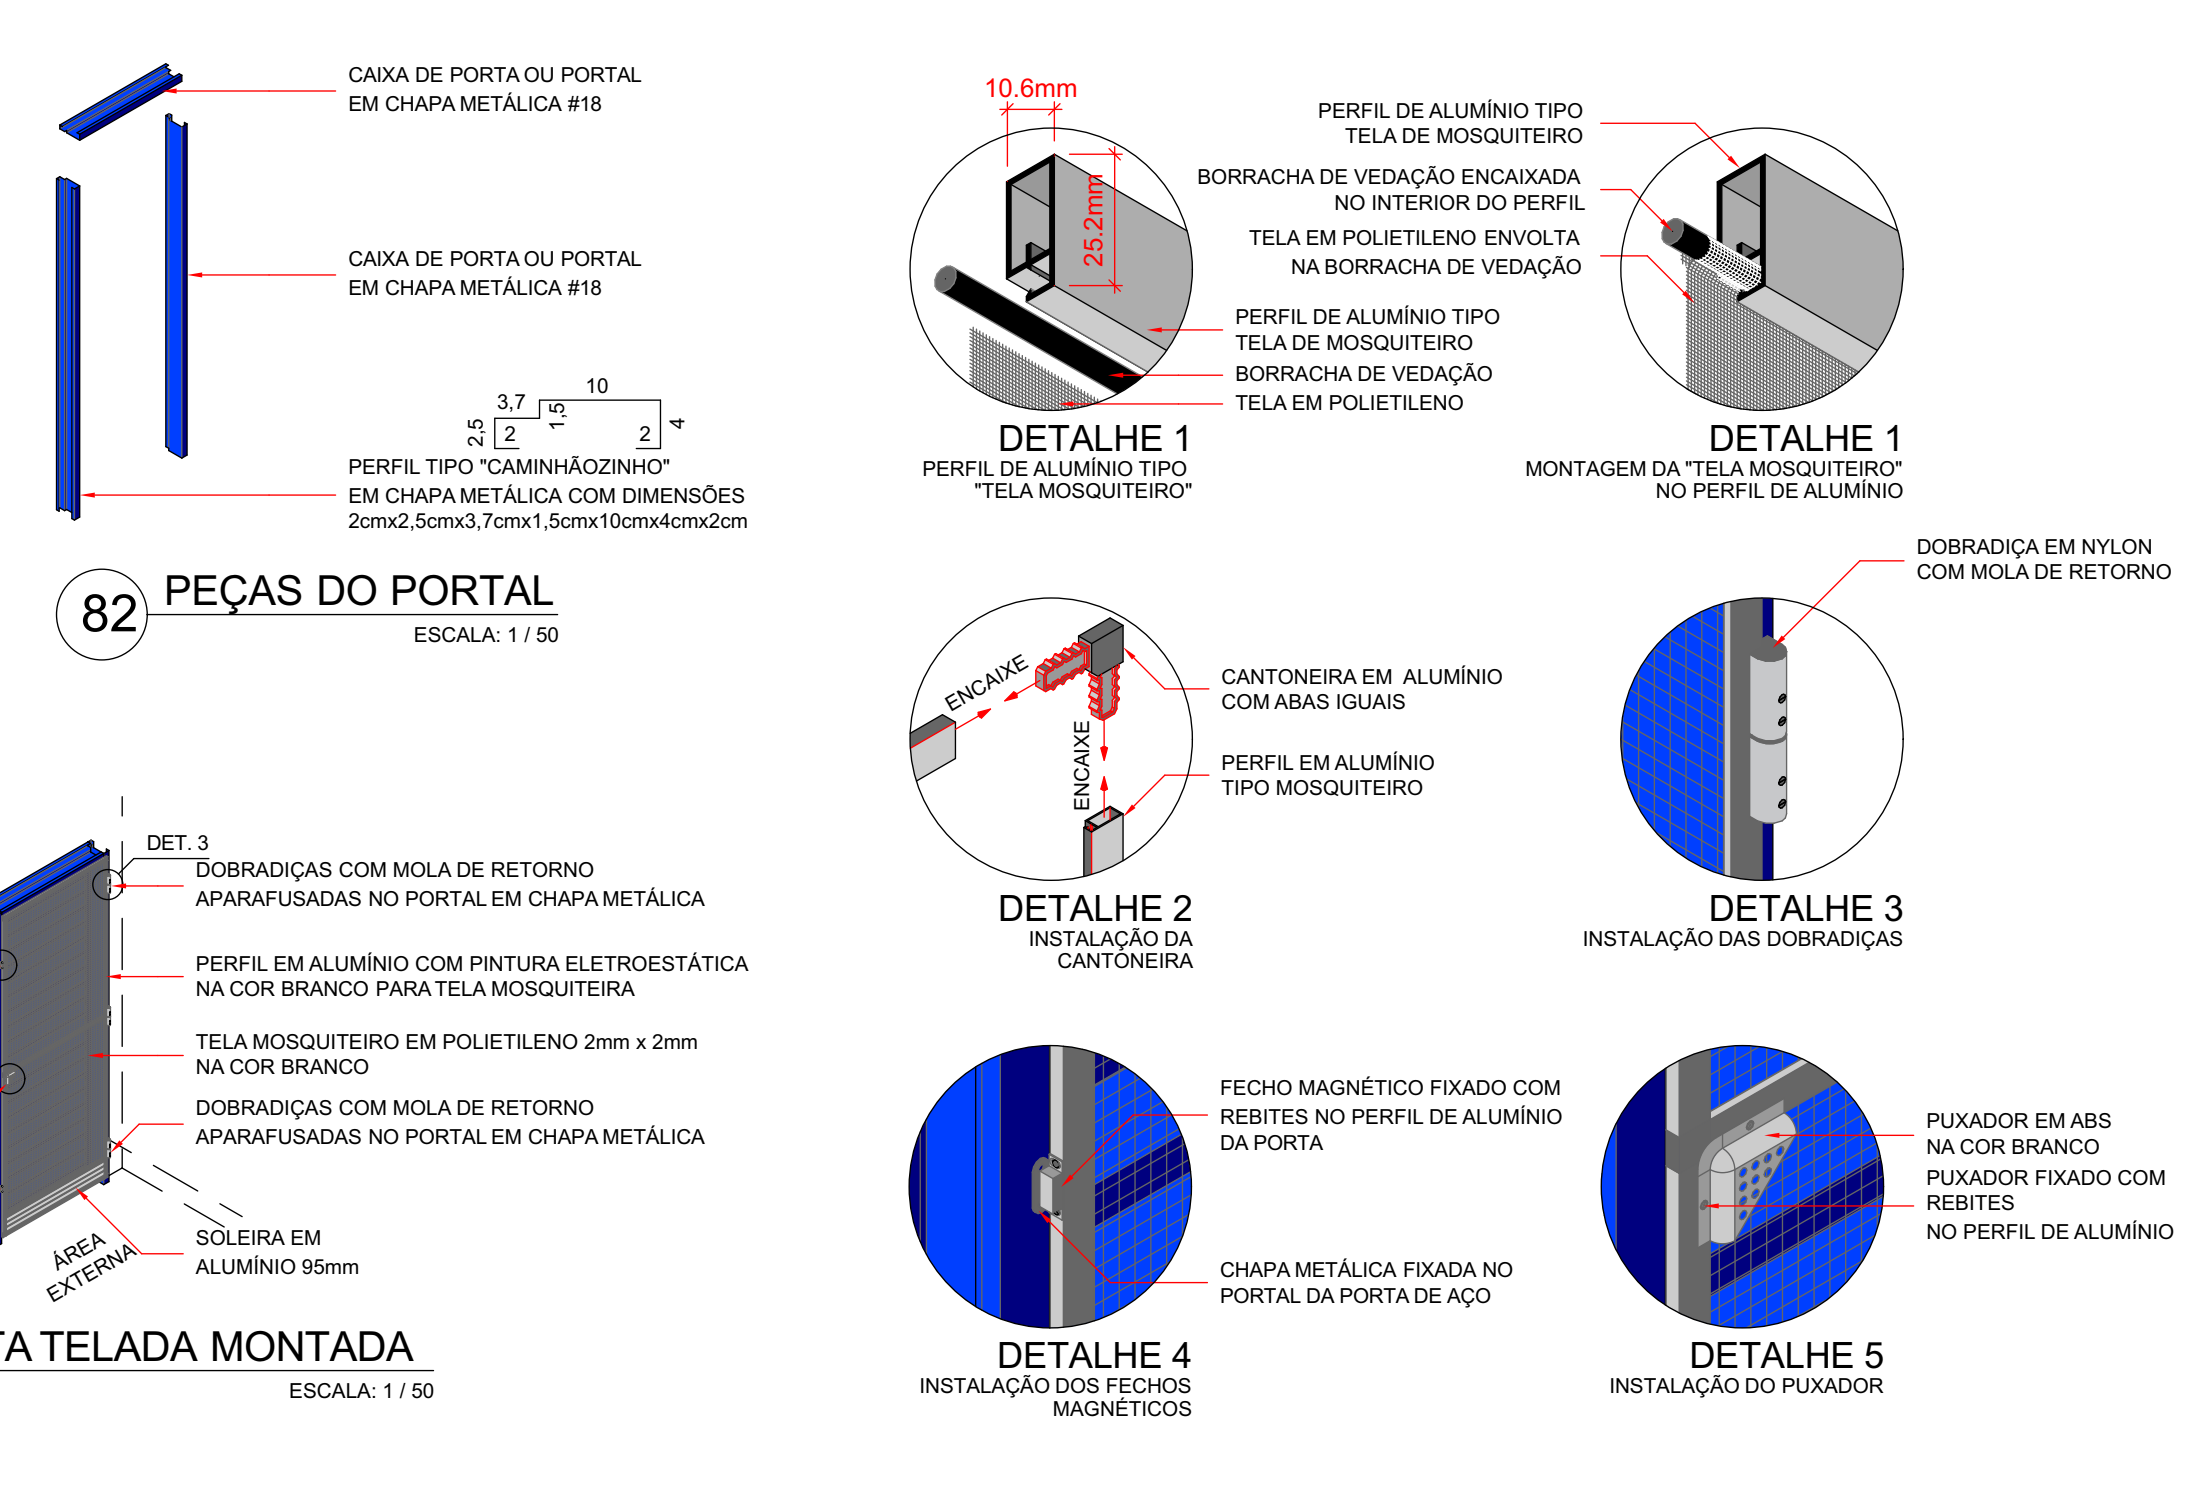 CAIXA DE PORTA OU PORTAL
EM CHAPA METÁLICA #18
CAIXA DE PORTA OU PORTAL
EM CHAPA METÁLICA #18
10
3,7
1,5
2,5
2
2
4
PERFIL TIPO "CAMINHÃOZINHO"
EM CHAPA METÁLICA COM DIMENSÕES
2cmx2,5cmx3,7cmx1,5cmx10cmx4cmx2cm
82
PEÇAS DO PORTAL
ESCALA: 1 / 50
10.6mm
25.2mm
PERFIL DE ALUMÍNIO TIPO
TELA DE MOSQUITEIRO
BORRACHA DE VEDAÇÃO
TELA EM POLIETILENO
DETALHE 1
PERFIL DE ALUMÍNIO TIPO
"TELA MOSQUITEIRO"
PERFIL DE ALUMÍNIO TIPO
TELA DE MOSQUITEIRO
BORRACHA DE VEDAÇÃO ENCAIXADA
NO INTERIOR DO PERFIL
TELA EM POLIETILENO ENVOLTA
NA BORRACHA DE VEDAÇÃO
DETALHE 1
MONTAGEM DA "TELA MOSQUITEIRO"
NO PERFIL DE ALUMÍNIO
ENCAIXE
ENCAIXE
CANTONEIRA EM ALUMÍNIO
COM ABAS IGUAIS
PERFIL EM ALUMÍNIO
TIPO MOSQUITEIRO
DETALHE 2
INSTALAÇÃO DA
CANTONEIRA
DOBRADIÇA EM NYLON
COM MOLA DE RETORNO
DETALHE 3
INSTALAÇÃO DAS DOBRADIÇAS
DET. 3
DOBRADIÇAS COM MOLA DE RETORNO
APARAFUSADAS NO PORTAL EM CHAPA METÁLICA
PERFIL EM ALUMÍNIO COM PINTURA ELETROESTÁTICA
NA COR BRANCO PARA TELA MOSQUITEIRA
TELA MOSQUITEIRO EM POLIETILENO 2mm x 2mm
NA COR BRANCO
DOBRADIÇAS COM MOLA DE RETORNO
APARAFUSADAS NO PORTAL EM CHAPA METÁLICA
SOLEIRA EM
ALUMÍNIO 95mm
ÁREA
EXTERNA
TA TELADA MONTADA
ESCALA: 1 / 50
FECHO MAGNÉTICO FIXADO COM
REBITES NO PERFIL DE ALUMÍNIO
DA PORTA
CHAPA METÁLICA FIXADA NO
PORTAL DA PORTA DE AÇO
DETALHE 4
INSTALAÇÃO DOS FECHOS
MAGNÉTICOS
PUXADOR EM ABS
NA COR BRANCO
PUXADOR FIXADO COM
REBITES
NO PERFIL DE ALUMÍNIO
DETALHE 5
INSTALAÇÃO DO PUXADOR